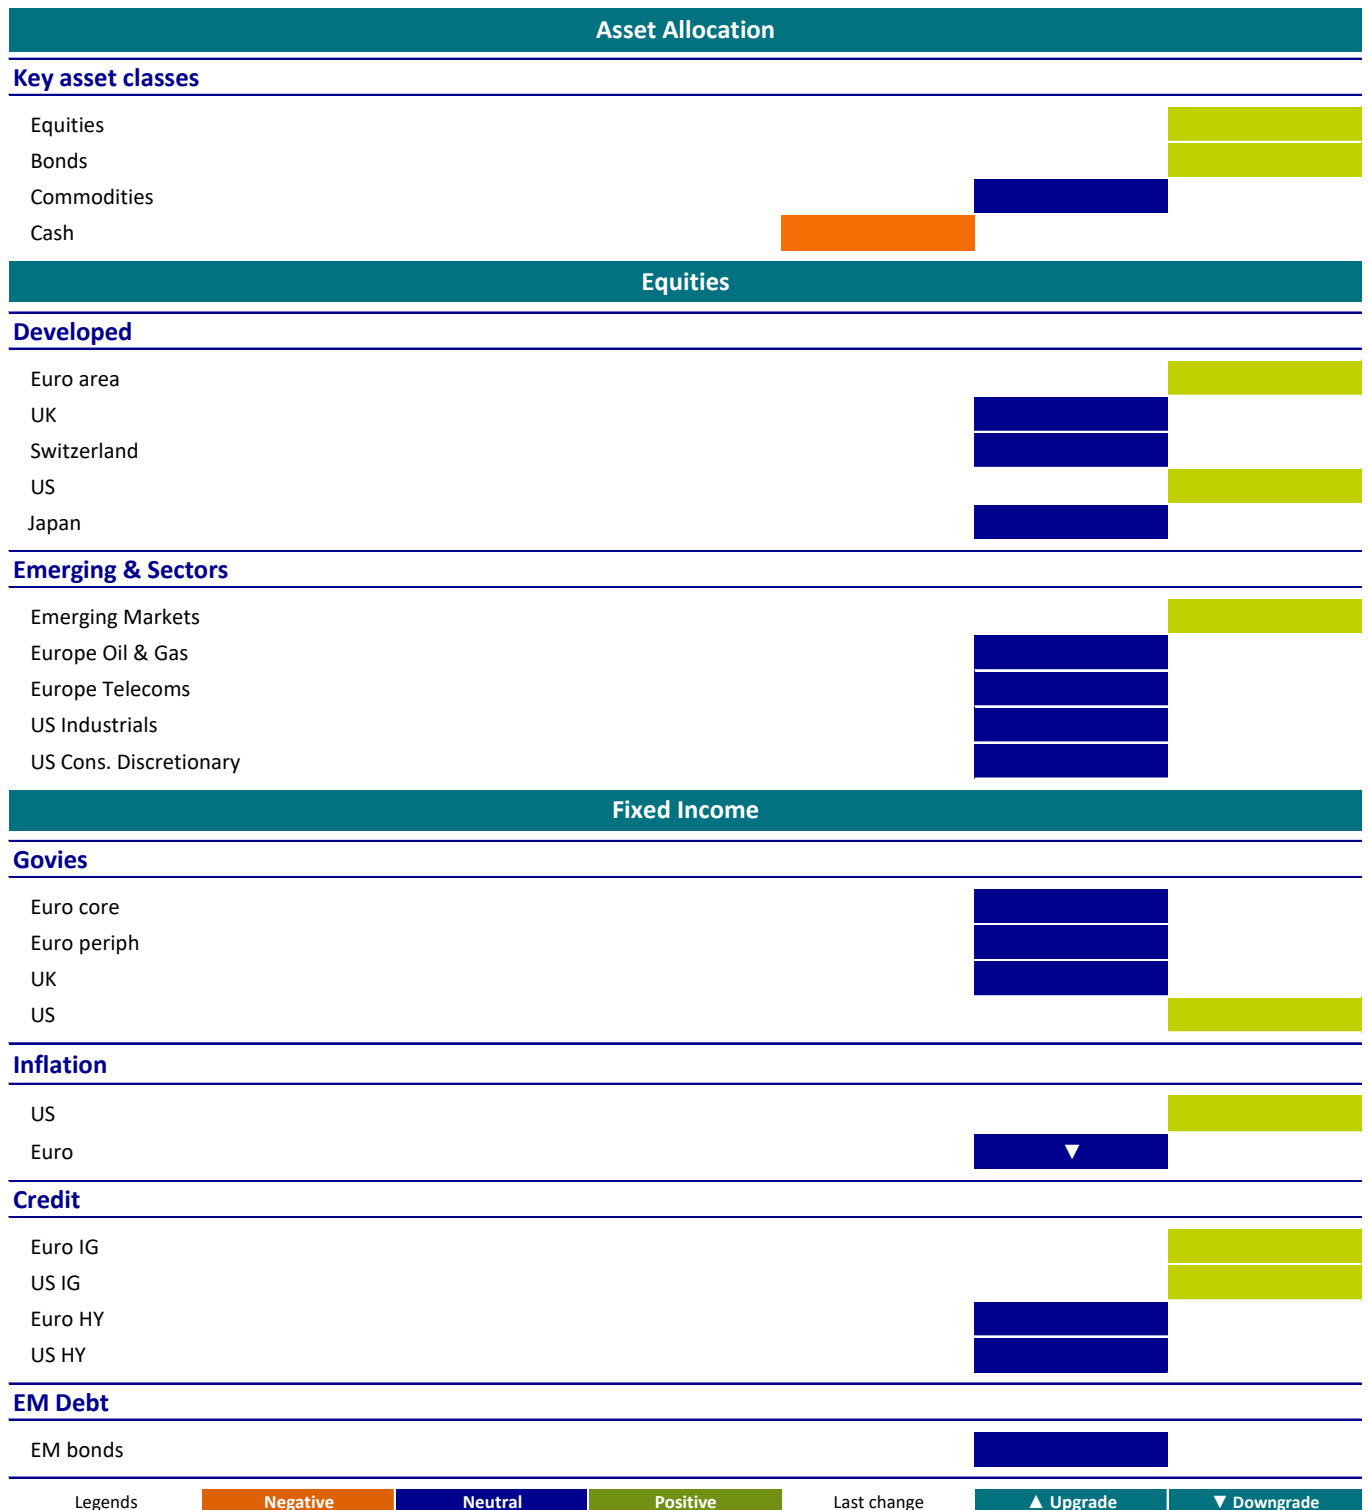 Asset Allocation
Key asset classes
Equities
Bonds
Commodities
Cash
Equities
Developed
Euro area
UK
Switzerland
US
Japan
Emerging & Sectors
Emerging Markets
Europe Oil & Gas
Europe Telecoms
US Industrials
US Cons. Discretionary
Fixed Income
Govies
Euro core
Euro periph
UK
US
Inflation
US
Euro ▼
Credit
Euro IG
US IG
Euro HY
US HY
EM Debt
EM bonds
Legends Negative Neutral Positive Last change ▲ Upgrade ▼ Downgrade